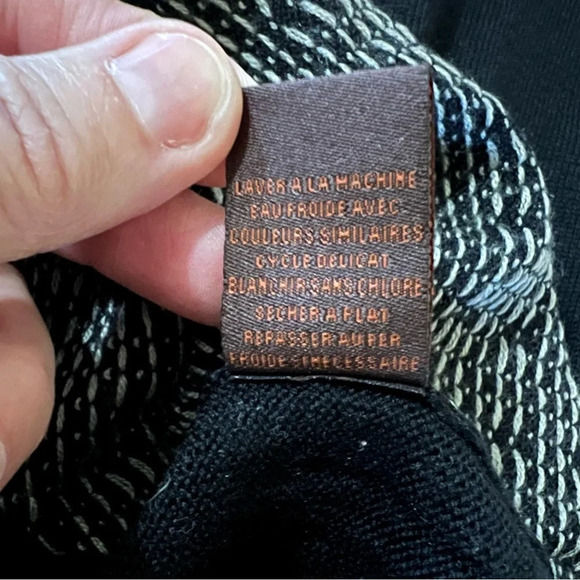 LAVER A LA MACHINE
EAU FROIDE AVEC
COULEURS SIMILAIRES
CYCLE DELICAT
BLANCHIR SANS CHLORE
SECHER A PLAT
REPASSER AU FER
FROIDE SI NECESSAIRE